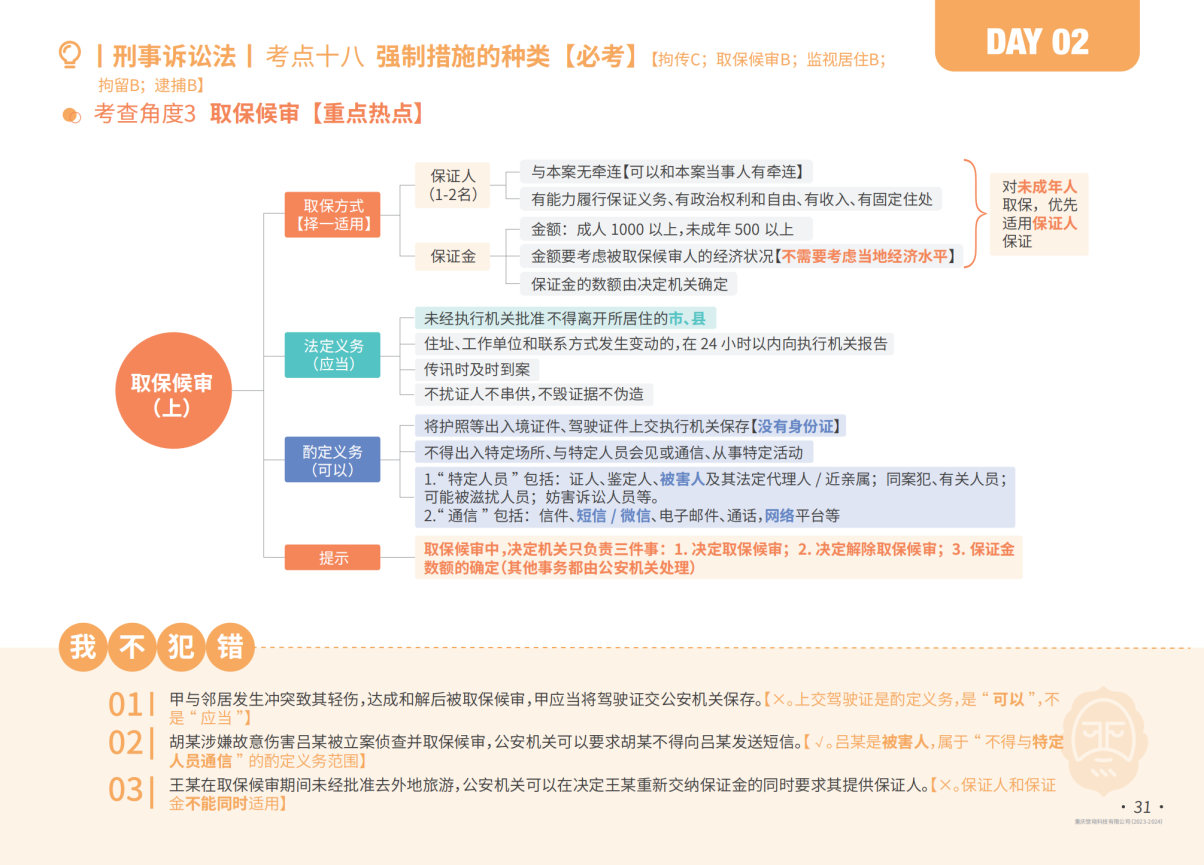 DAY 02
｜刑事诉讼法｜ 考点十八 强制措施的种类【必考】【拘传C；取保候审B；监视居住B；
拘留B；逮捕B】
考查角度3 取保候审【重点热点】
取保候审
（上）
取保方式
【择一适用】
保证人
（1-2名）
与本案无牵连【可以和本案当事人有牵连】
有能力履行保证义务、有政治权利和自由、有收入、有固定住处
保证金
金额：成人 1000 以上，未成年 500 以上
金额要考虑被取保候审人的经济状况【不需要考虑当地经济水平】
保证金的数额由决定机关确定
对未成年人
取保，优先
适用保证人
保证
法定义务
（应当）
未经执行机关批准不得离开所居住的市、县
住址、工作单位和联系方式发生变动的，在 24 小时以内向执行机关报告
传讯时及时到案
不扰证人不串供，不毁证据不伪造
酌定义务
（可以）
将护照等出入境证件、驾驶证件上交执行机关保存【没有身份证】
不得出入特定场所、与特定人员会见或通信、从事特定活动
1.“ 特定人员 ” 包括：证人、鉴定人、被害人及其法定代理人 / 近亲属；同案犯、有关人员；
可能被滋扰人员；妨害诉讼人员等。
2.“ 通信 ” 包括：信件、短信 / 微信、电子邮件、通话，网络平台等
提示
取保候审中，决定机关只负责三件事：1. 决定取保候审；2. 决定解除取保候审；3. 保证金
数额的确定（其他事务都由公安机关处理）
我不犯错
01 甲与邻居发生冲突致其轻伤，达成和解后被取保候审，甲应当将驾驶证交公安机关保存。【×。上交驾驶证是酌定义务，是 “ 可以 ”，不
是 “ 应当 ”】
02 胡某涉嫌故意伤害吕某被立案侦查并取保候审，公安机关可以要求胡某不得向吕某发送短信。【 √。吕某是被害人，属于 “ 不得与特定
人员通信 ” 的酌定义务范围】
03 王某在取保候审期间未经批准去外地旅游，公安机关可以在决定王某重新交纳保证金的同时要求其提供保证人。【×。保证人和保证
金不能同时适用】
· 31 ·